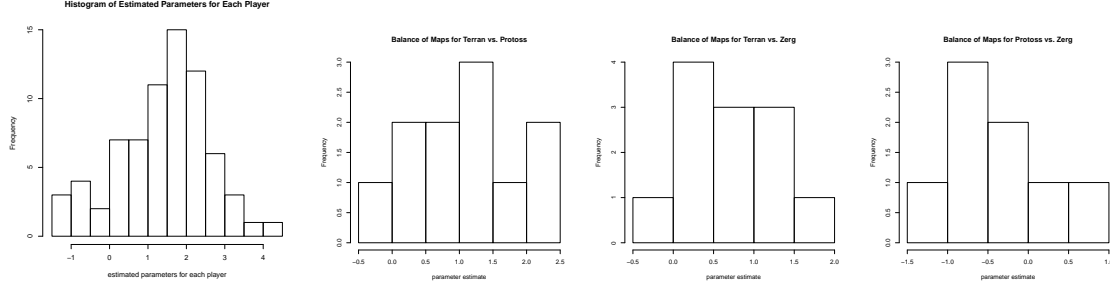 Histogram of Estimated Parameters for Each Player
Frequency
0
5
10
15
−1 0 1 2 3 4
estimated parameters for each player
Balance of Maps for Terran vs. Protoss
Frequency
0.0
0.5
1.0
1.5
2.0
2.5
3.0
−0.5 0.0 0.5 1.0 1.5 2.0 2.5
parameter estimate
Balance of Maps for Terran vs. Zerg
Frequency
0
1
2
3
4
−0.5 0.0 0.5 1.0 1.5 2.0
parameter estimate
Balance of Maps for Protoss vs. Zerg
Frequency
0.0
0.5
1.0
1.5
2.0
2.5
3.0
−1.5 −1.0 −0.5 0.0 0.5
parameter estimate